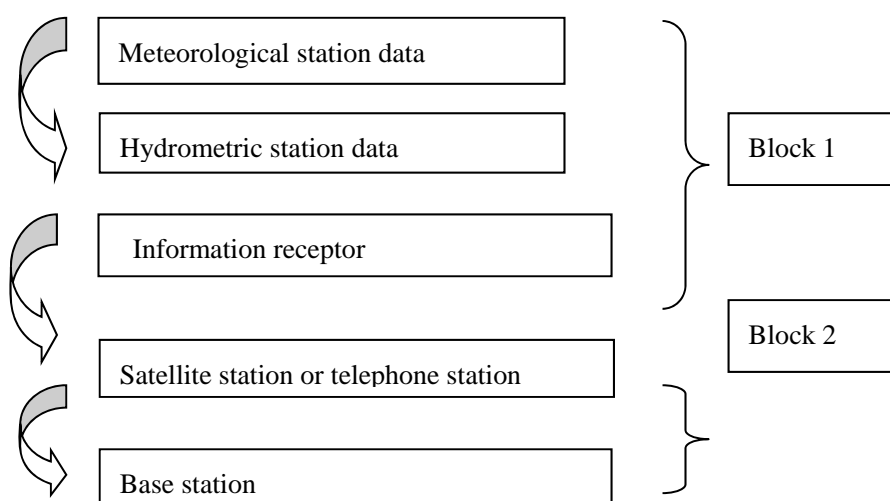 Meteorological station data
Hydrometric station data
Block 1
Information receptor
Block 2
Satellite station or telephone station
Base station